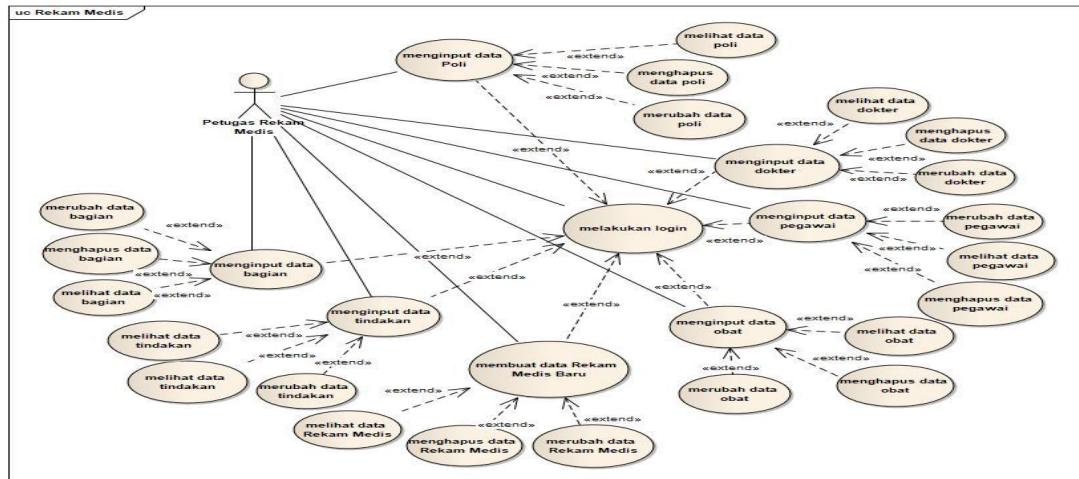 uc Rekam Medis
menginput data
Poli
melihat data
poli
«extend»
menghapus
data poli
«extend»
merubah data
poli
«extend»
Petugas Rekam
Medis
«extend»
melihat data
dokter
«extend»
menghapus
data dokter
«extend»
merubah data
dokter
«extend»
menginput data
dokter
«extend»
melakukan login
menginput data
pegawai
«extend»
merubah data
pegawai
«extend»
melihat data
pegawai
«extend»
menghapus data
pegawai
«extend»
merubah data
bagian
«extend»
menghapus data
bagian
«extend»
melihat data
bagian
«extend»
menginput data
bagian
«extend»
menginput data
tindakan
«extend»
melihat data
tindakan
«extend»
melihat data
tindakan
«extend»
merubah data
tindakan
«extend»
membuat data Rekam
Medis Baru
«extend»
melihat data
Rekam Medis
«extend»
menghapus data
Rekam Medis
«extend»
merubah data
Rekam Medis
«extend»
menginput data
obat
«extend»
melihat data
obat
«extend»
menghapus data
obat
«extend»
merubah data
obat
«extend»